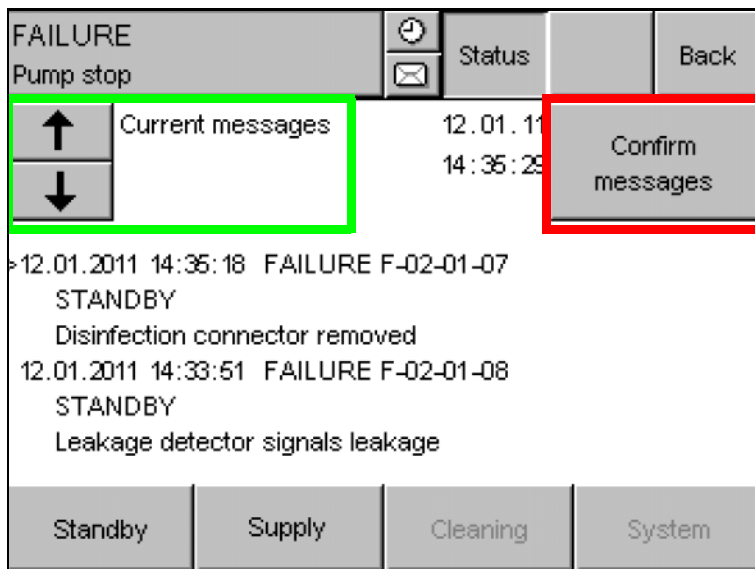 FAILURE
Pump stop
Status
Back
Current messages
12.01.11
14:35:29
Confirm
messages
>12.01.2011 14:35:18 FAILURE F-02-01-07
STANDBY
Disinfection connector removed
12.01.2011 14:33:51 FAILURE F-02-01-08
STANDBY
Leakage detector signals leakage
Standby
Supply
Cleaning
System